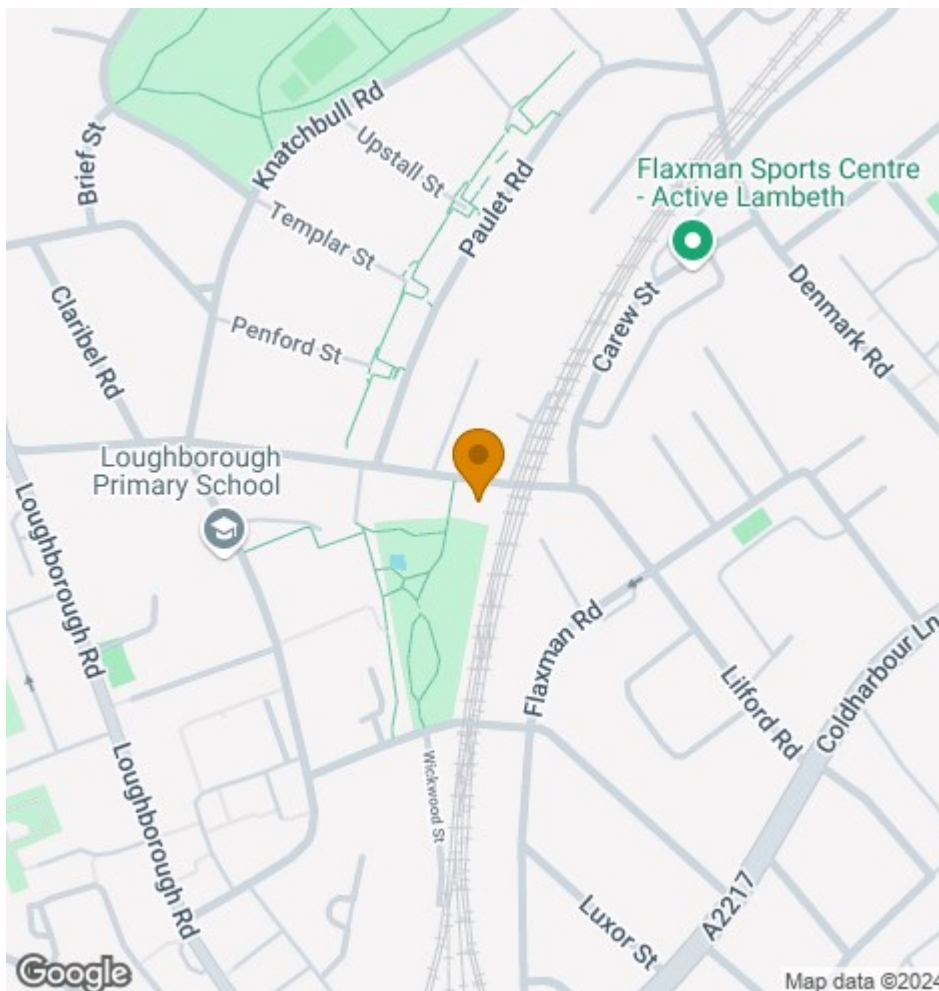 Knatchbull Rd
Brief St
Upstall St
Paulet Rd
Flaxman Sports Centre
- Active Lambeth
Templar St
Claribel Rd
Penford St
Carew St
Denmark Rd
Loughborough
Primary School
Loughborough Rd
Flaxman Rd
Lilford Rd
Coldharbour Ln
Wickwood St
Loughborough Rd
A2217
Luxor St
Google
Map data ©2024